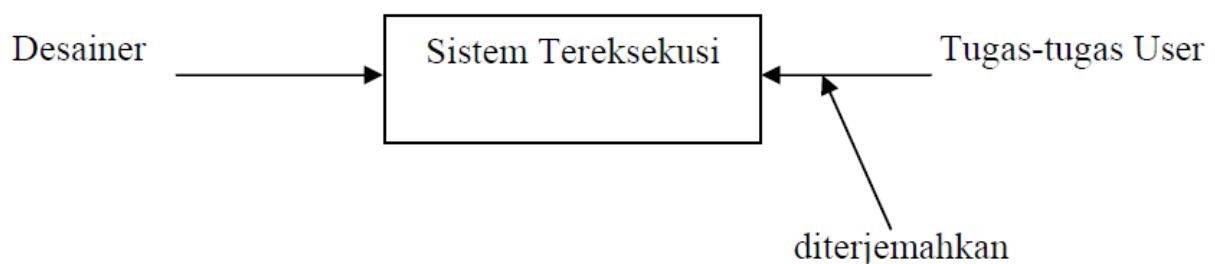 Desainer
Sistem Tereksekusi
Tugas-tugas User
diterjemahkan